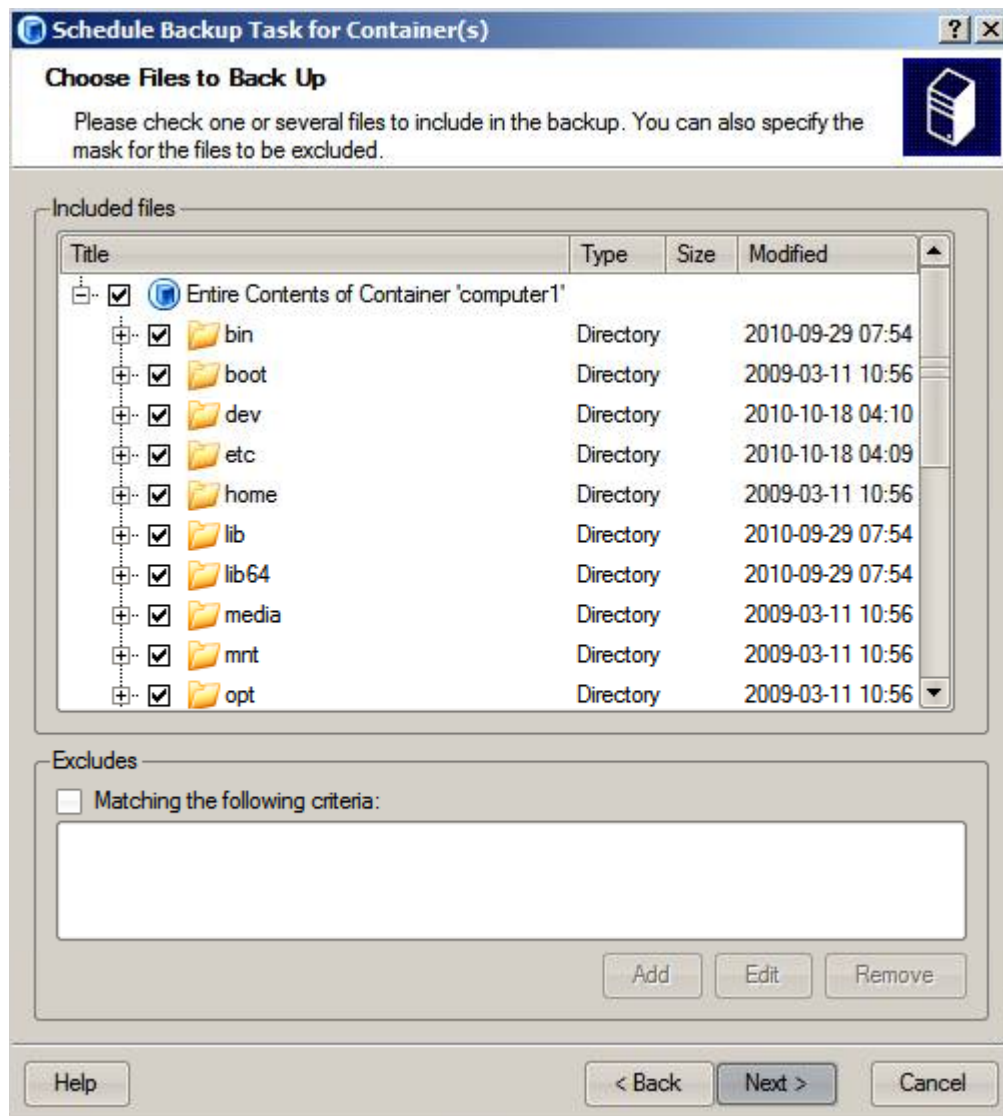 Schedule Backup Task for Container(s)
Choose Files to Back Up
Please check one or several files to include in the backup. You can also specify the
mask for the files to be excluded.
Included files
Title Type Size Modified
Entire Contents of Container 'computer1'
bin Directory 2010-09-29 07:54
boot Directory 2009-03-11 10:56
dev Directory 2010-10-18 04:10
etc Directory 2010-10-18 04:09
home Directory 2009-03-11 10:56
lib Directory 2010-09-29 07:54
lib64 Directory 2010-09-29 07:54
media Directory 2009-03-11 10:56
mnt Directory 2009-03-11 10:56
opt Directory 2009-03-11 10:56
Excludes
Matching the following criteria:
Add Edit Remove
Help < Back Next > Cancel